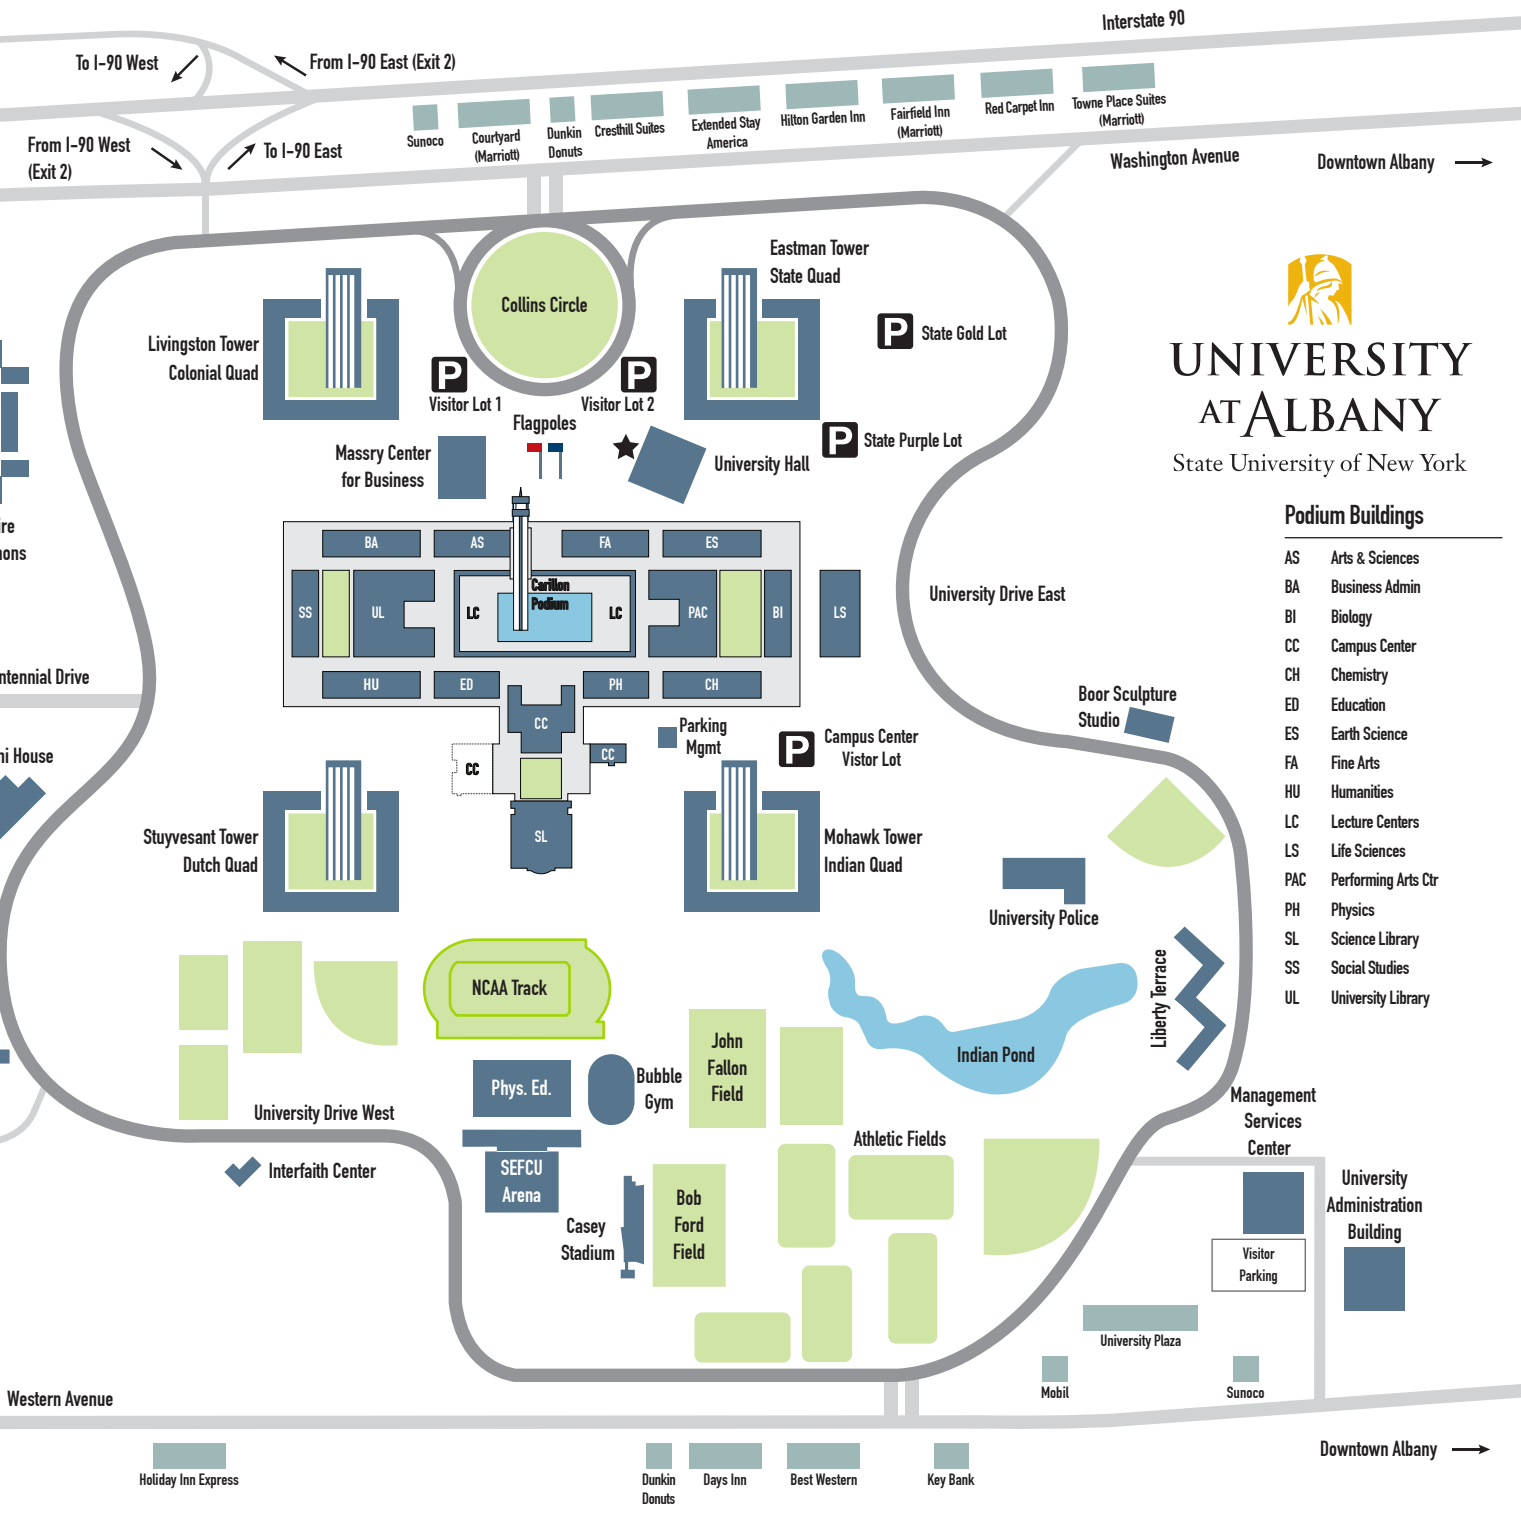 Interstate 90
To I-90 West
From I-90 East (Exit 2)
From I-90 West
(Exit 2)
To I-90 East
Sunoco
Courtyard
(Marriott)
Dunkin
Donuts
Cresthill Suites
Extended Stay
America
Hilton Garden Inn
Fairfield Inn
(Marriott)
Red Carpet Inn
Towne Place Suites
(Marriott)
Washington Avenue
Downtown Albany
Eastman Tower
State Quad
Collins Circle
Livingston Tower
Colonial Quad
P
State Gold Lot
P
Visitor Lot 1
P
Visitor Lot 2
Flagpoles
P
State Purple Lot
Massry Center
for Business
University Hall
UNIVERSITY
AT ALBANY
State University of New York
BA
AS
FA
ES
SS
UL
LC
Carillon
Podium
LC
PAC
BI
LS
HU
ED
PH
CH
CC
CC
CC
SL
University Drive East
Podium Buildings
AS Arts & Sciences
BA Business Admin
BI Biology
CC Campus Center
CH Chemistry
ED Education
ES Earth Science
FA Fine Arts
HU Humanities
LC Lecture Centers
LS Life Sciences
PAC Performing Arts Ctr
PH Physics
SL Science Library
SS Social Studies
UL University Library
ire
ons
ntennial Drive
ni House
Parking
Mgmt
P
Campus Center
Vistor Lot
Boor Sculpture
Studio
Stuyvesant Tower
Dutch Quad
Mohawk Tower
Indian Quad
University Police
Liberty Terrace
NCAA Track
Indian Pond
John
Fallon
Field
Phys. Ed.
Bubble
Gym
University Drive West
Interfaith Center
SEFCU
Arena
Casey
Stadium
Bob
Ford
Field
Athletic Fields
Management
Services
Center
University
Administration
Building
Visitor
Parking
University Plaza
Mobil
Sunoco
Western Avenue
Downtown Albany
Holiday Inn Express
Dunkin
Donuts
Days Inn
Best Western
Key Bank